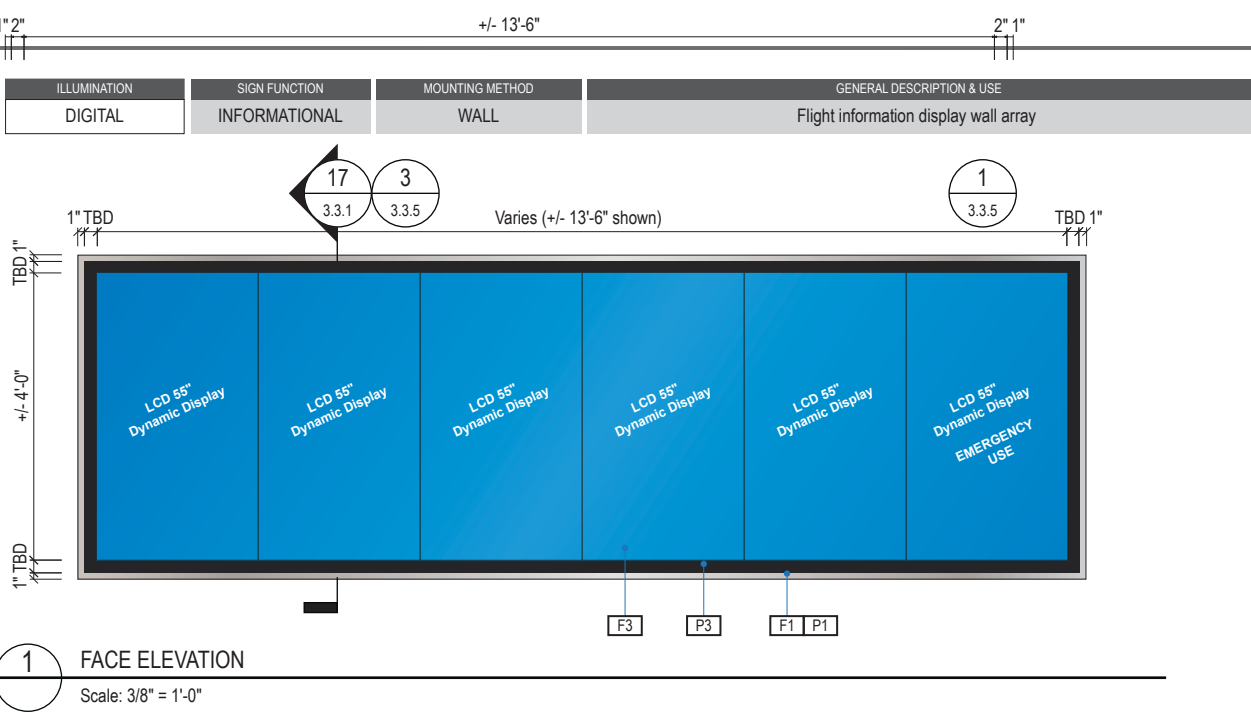 1" 2" +/- 13'-6" 2" 1"
ILLUMINATION SIGN FUNCTION MOUNTING METHOD GENERAL DESCRIPTION & USE
DIGITAL INFORMATIONAL WALL Flight information display wall array
17 3 1
3.3.1 3.3.5 3.3.5
1" TBD Varies (+/- 13'-6" shown) TBD 1"
TBD 1"
+/- 4'-0"
1" TBD
LCD 55"
Dynamic Display
LCD 55"
Dynamic Display
LCD 55"
Dynamic Display
LCD 55"
Dynamic Display
LCD 55"
Dynamic Display
LCD 55"
Dynamic Display
EMERGENCY
USE
F3 P3 F1 P1
1 FACE ELEVATION
Scale: 3/8" = 1'-0"